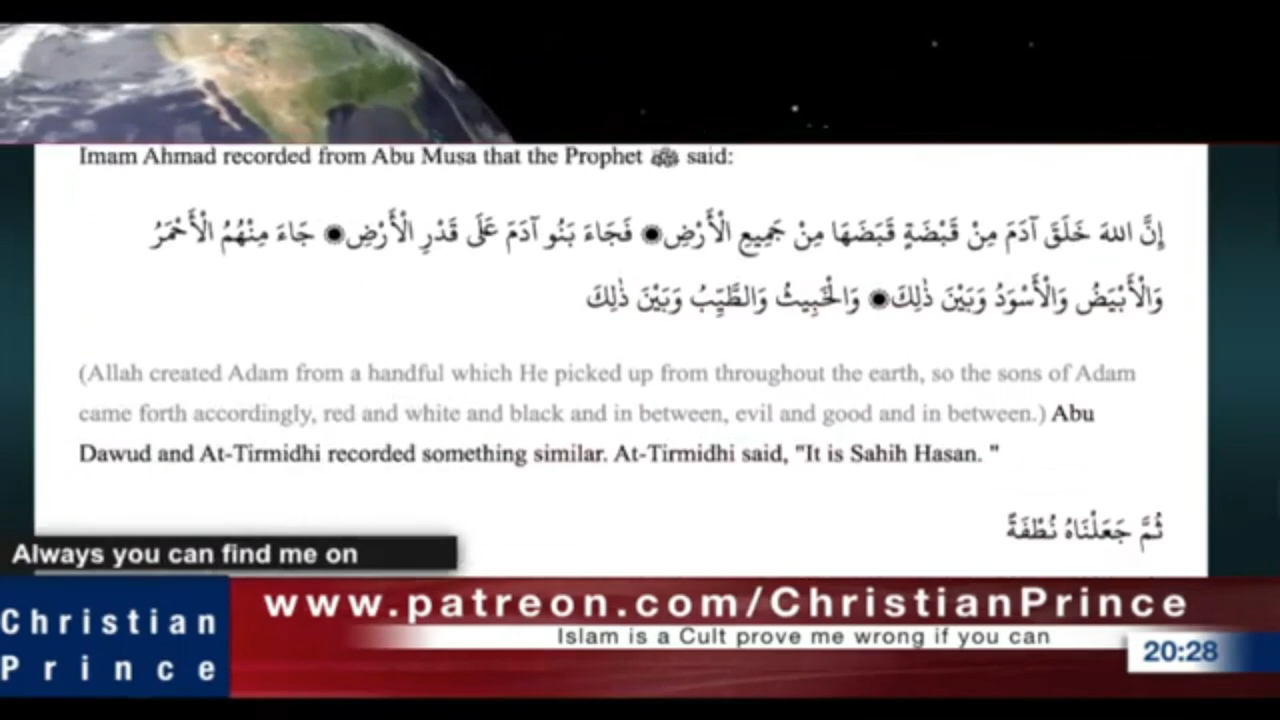 Imam Ahmad recorded from Abu Musa that the Prophet ﷺ said:
إِنَّ اللهَ خَلَقَ آدَمَ مِنْ قَبْضَةٍ قَبَضَهَا مِنْ جَمِيعِ الْأَرْضِ● فَجَاءَ بَنُو آدَمَ عَلَى قَدْرِ الْأَرْضِ● جَاءَ مِنْهُمُ الْأَحْمَرُ
وَالْأَبْيَضُ وَالْأَسْوَدُ وَبَيْنَ ذٰلِكَ● وَالْخَبِيثُ وَالطَّيِّبُ وَبَيْنَ ذٰلِكَ
(Allah created Adam from a handful which He picked up from throughout the earth, so the sons of Adam
came forth accordingly, red and white and black and in between, evil and good and in between.) Abu
Dawud and At-Tirmidhi recorded something similar. At-Tirmidhi said, "It is Sahih Hasan. "
ثُمَّ جَعَلْنَاهُ نُطْفَةً
Always you can find me on
www.patreon.com/ChristianPrince
Islam is a Cult prove me wrong if you can
Christian
Prince
20:28